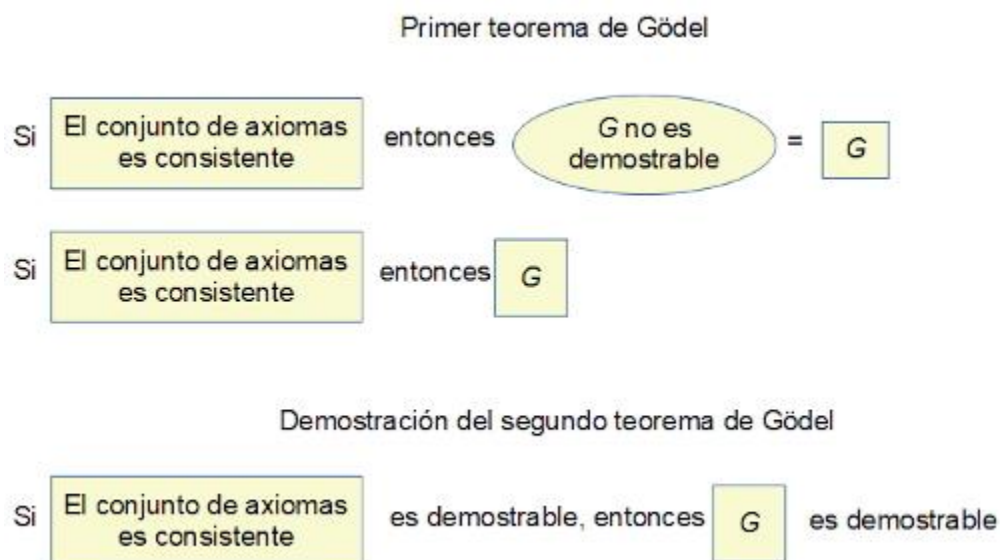 Primer teorema de Gödel
Si El conjunto de axiomas es consistente entonces G no es demostrable = G
Si El conjunto de axiomas es consistente entonces G
Demostración del segundo teorema de Gödel
Si El conjunto de axiomas es consistente es demostrable, entonces G es demostrable